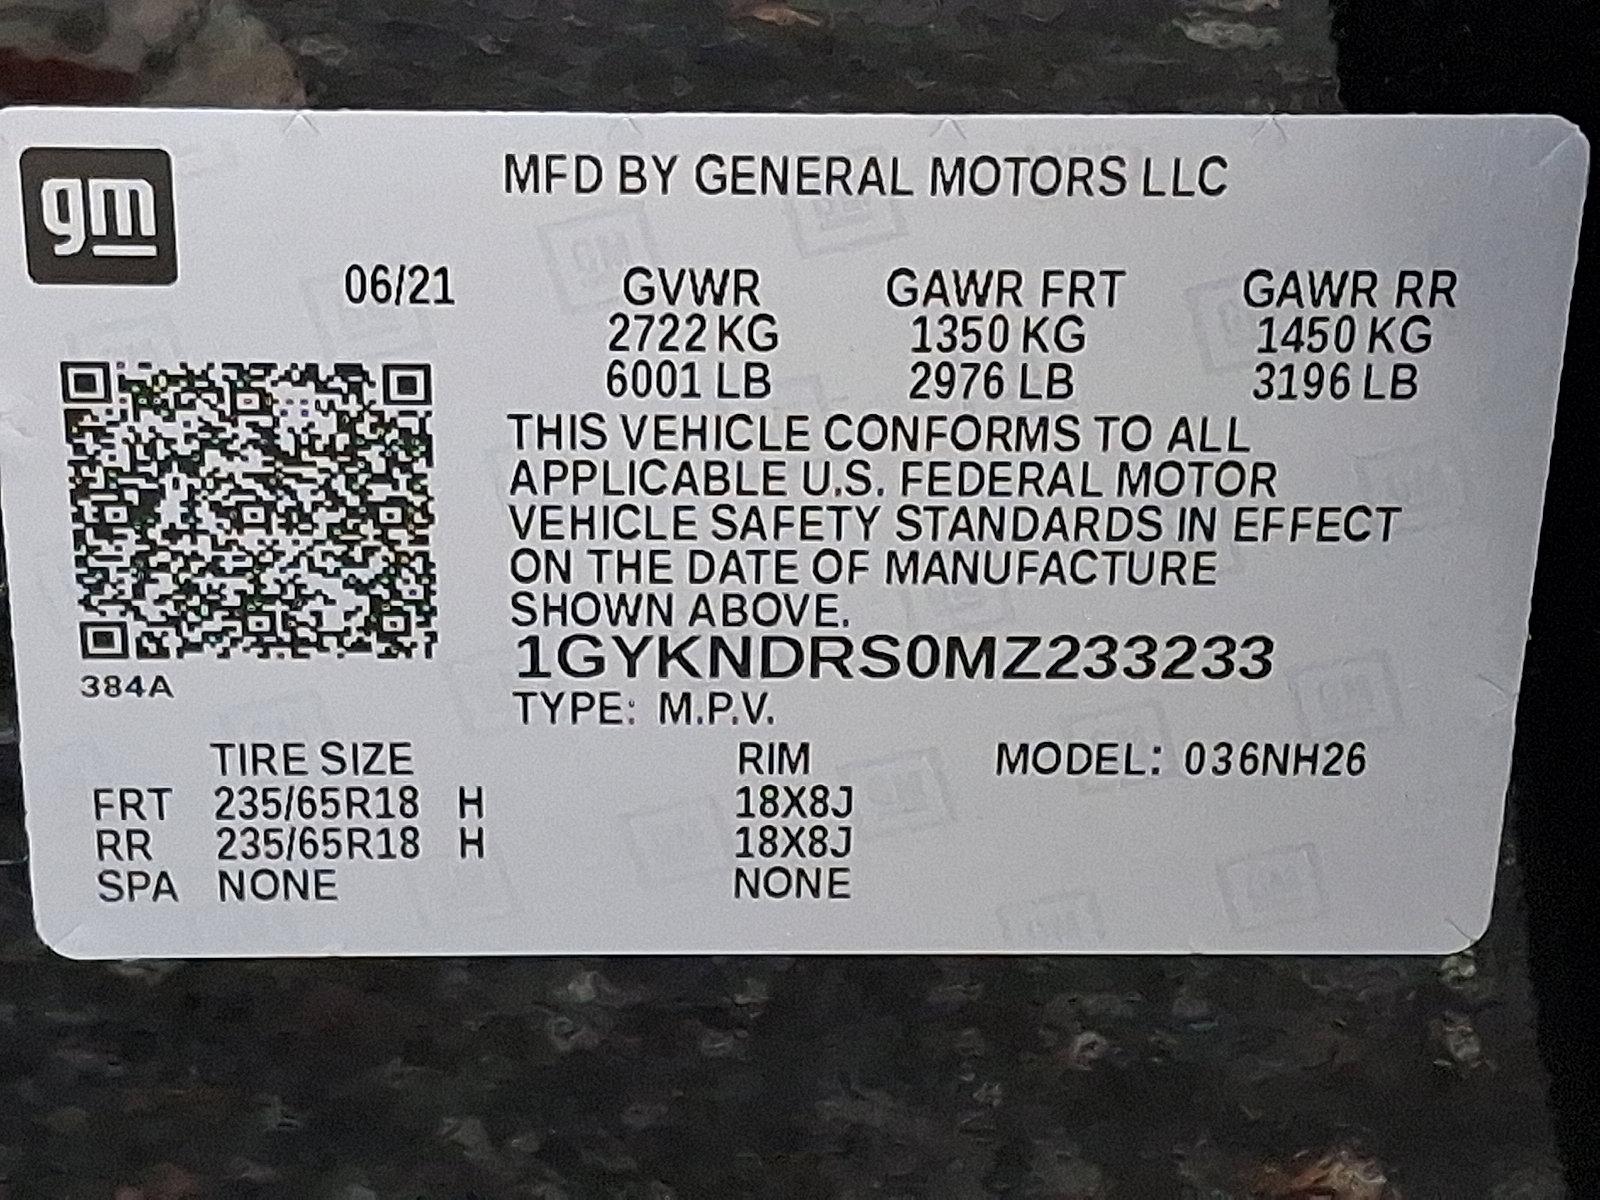 gm
MFD BY GENERAL MOTORS LLC
06/21 GVWR GAWR FRT GAWR RR
2722 KG 1350 KG 1450 KG
6001 LB 2976 LB 3196 LB
THIS VEHICLE CONFORMS TO ALL
APPLICABLE U.S. FEDERAL MOTOR
VEHICLE SAFETY STANDARDS IN EFFECT
ON THE DATE OF MANUFACTURE
SHOWN ABOVE.
1GYKNDRS0MZ233233
384A
TYPE: M.P.V.
TIRE SIZE RIM MODEL: 036NH26
FRT 235/65R18 H 18X8J
RR 235/65R18 H 18X8J
SPA NONE NONE